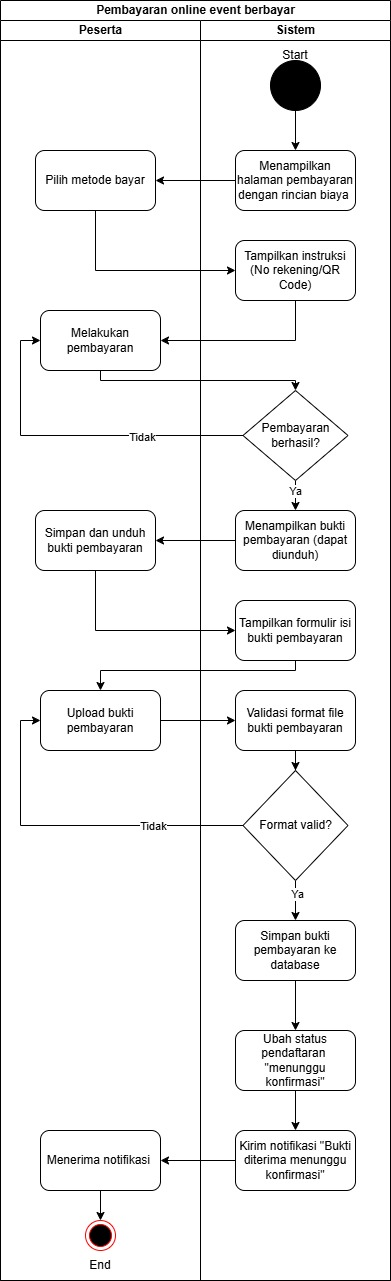 Pembayaran online event berbayar
Peserta
Sistem
Start
Menampilkan
halaman pembayaran
dengan rincian biaya
Pilih metode bayar
Tampilkan instruksi
(No rekening/QR
Code)
Melakukan
pembayaran
Pembayaran
berhasil?
Tidak
Ya
Menampilkan bukti
pembayaran (dapat
diunduh)
Simpan dan unduh
bukti pembayaran
Tampilkan formulir isi
bukti pembayaran
Upload bukti
pembayaran
Validasi format file
bukti pembayaran
Format valid?
Tidak
Ya
Simpan bukti
pembayaran ke
database
Ubah status
pendaftaran
"menunggu
konfirmasi"
Kirim notifikasi "Bukti
diterima menunggu
konfirmasi"
Menerima notifikasi
End